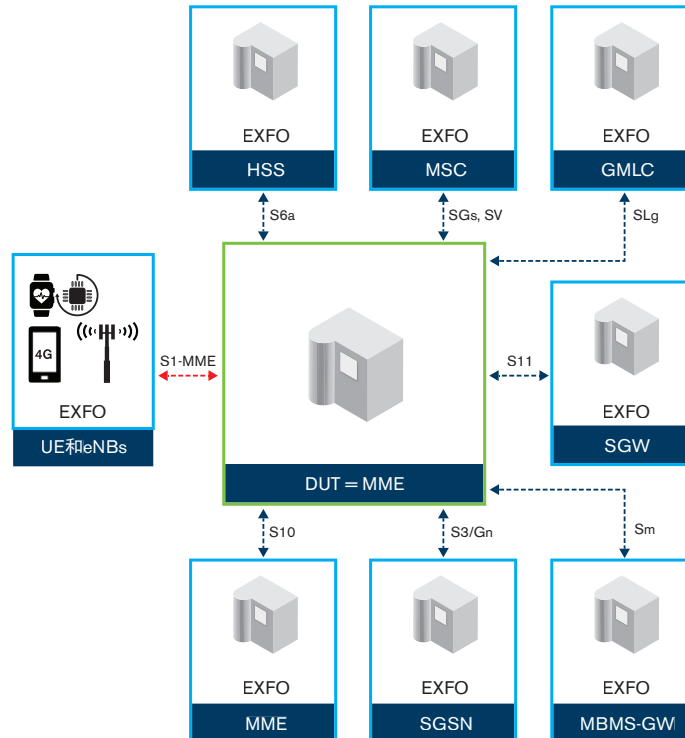 EXFO
HSS
EXFO
MSC
EXFO
GMLC
S6a
SGs, SV
SLg
4G
EXFO
UE和eNBs
S1-MME
S11
EXFO
SGW
DUT = MME
S10
S3/Gn
Sm
EXFO
MME
EXFO
SGSN
EXFO
MBMS-GW